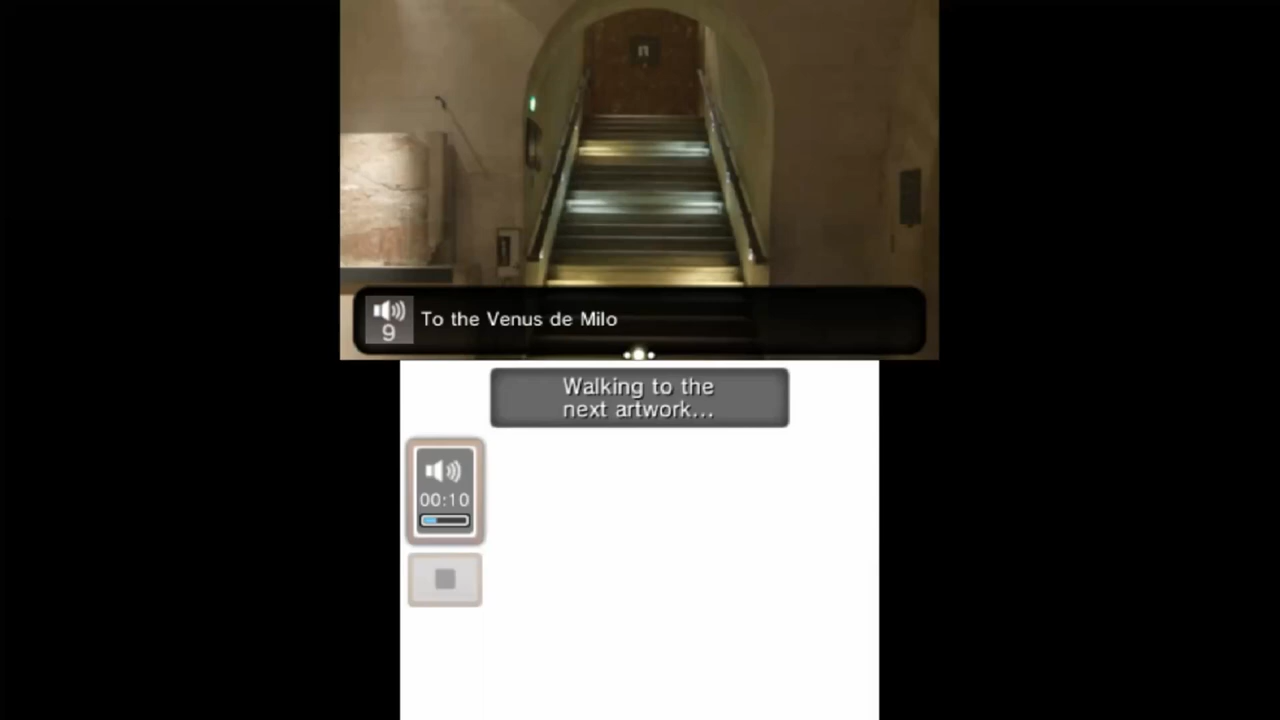 9
To the Venus de Milo
Walking to the
next artwork...
00:10